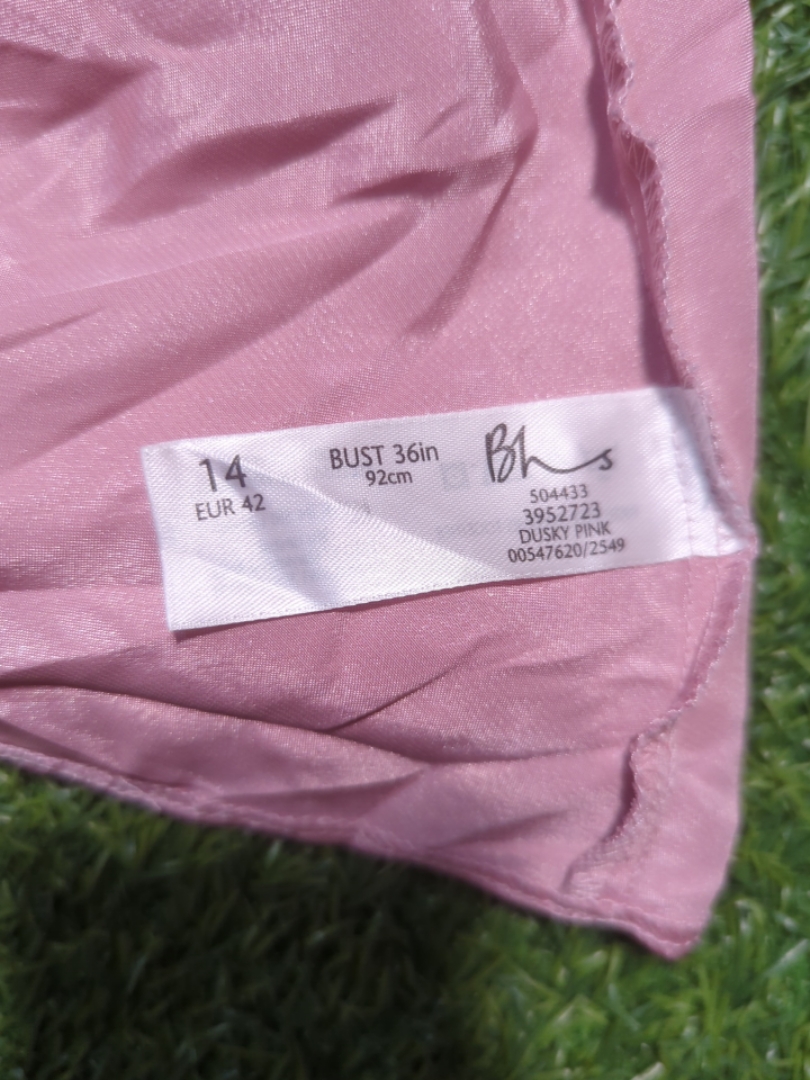 14
EUR 42
BUST 36in
92cm
Bhs
504433
3952723
DUSKY PINK
00547620/2549